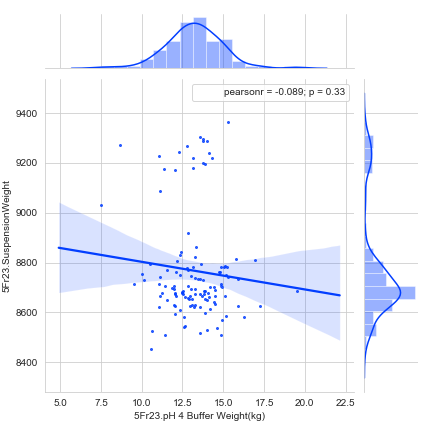 pearsonr = -0.089; p = 0.33
9400
9200
9000
8800
8600
8400
5Fr23.SuspensionWeight
5.0 7.5 10.0 12.5 15.0 17.5 20.0 22.5
5Fr23.pH 4 Buffer Weight(kg)